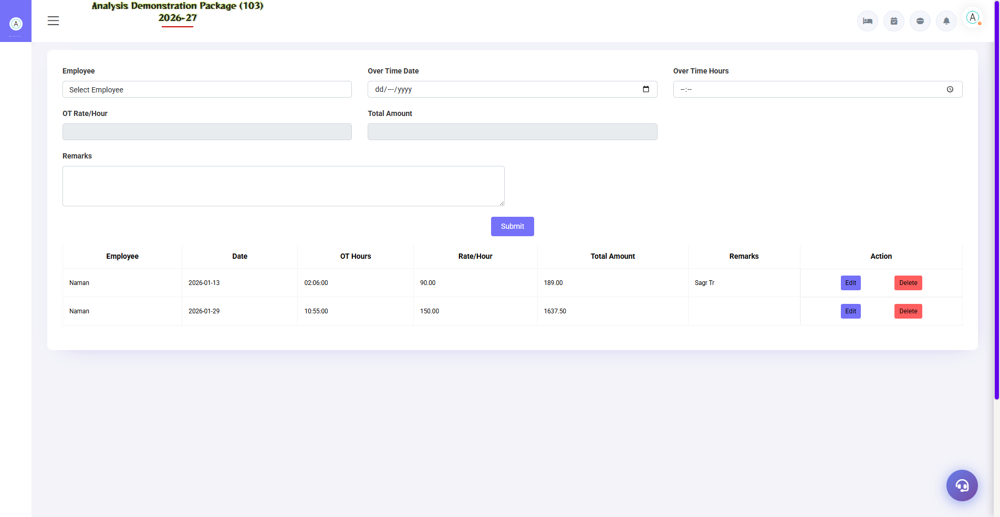 Analysis Demonstration Package (103)
2026-27
A
A
Employee
Over Time Date
Over Time Hours
Select Employee
dd/---/yyyy
--:--
OT Rate/Hour
Total Amount
Remarks
Submit
Employee Date OT Hours Rate/Hour Total Amount Remarks Action
Naman 2026-01-13 02:06:00 90.00 189.00 Sagr Tr Edit Delete
Naman 2026-01-29 10:55:00 150.00 1637.50 Edit Delete